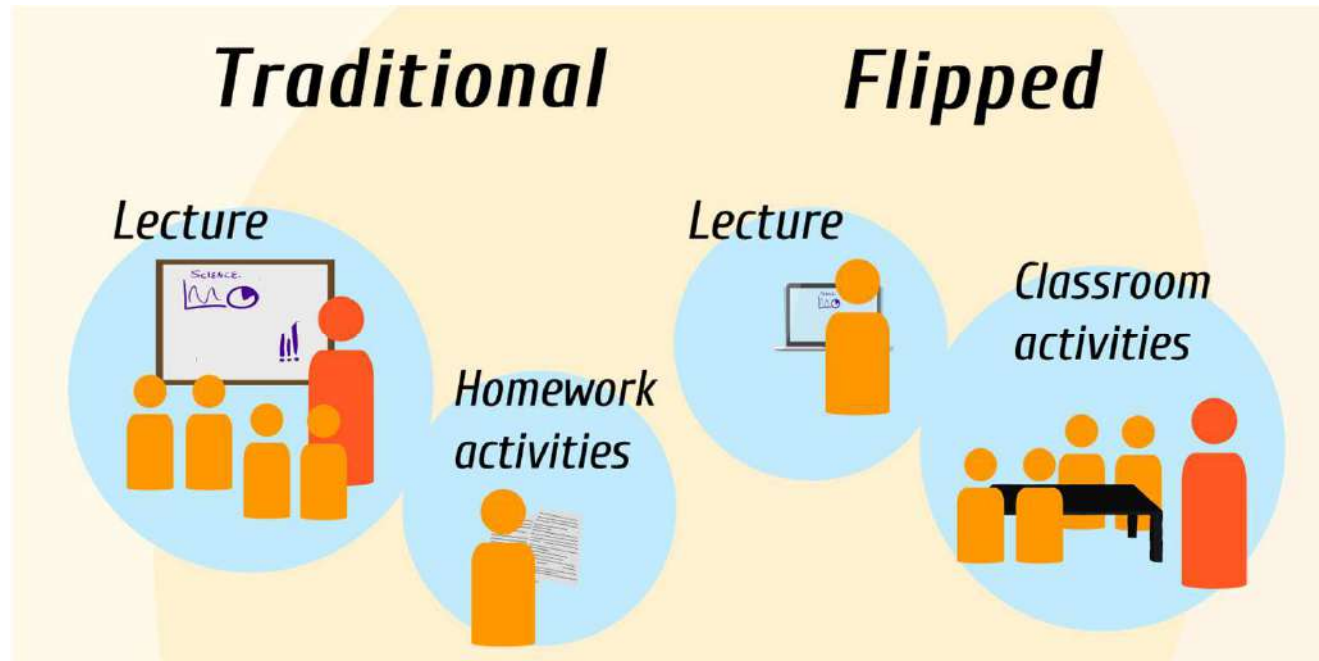 Traditional
Flipped
Lecture
SCIENCE
Homework
activities
Lecture
Classroom
activities